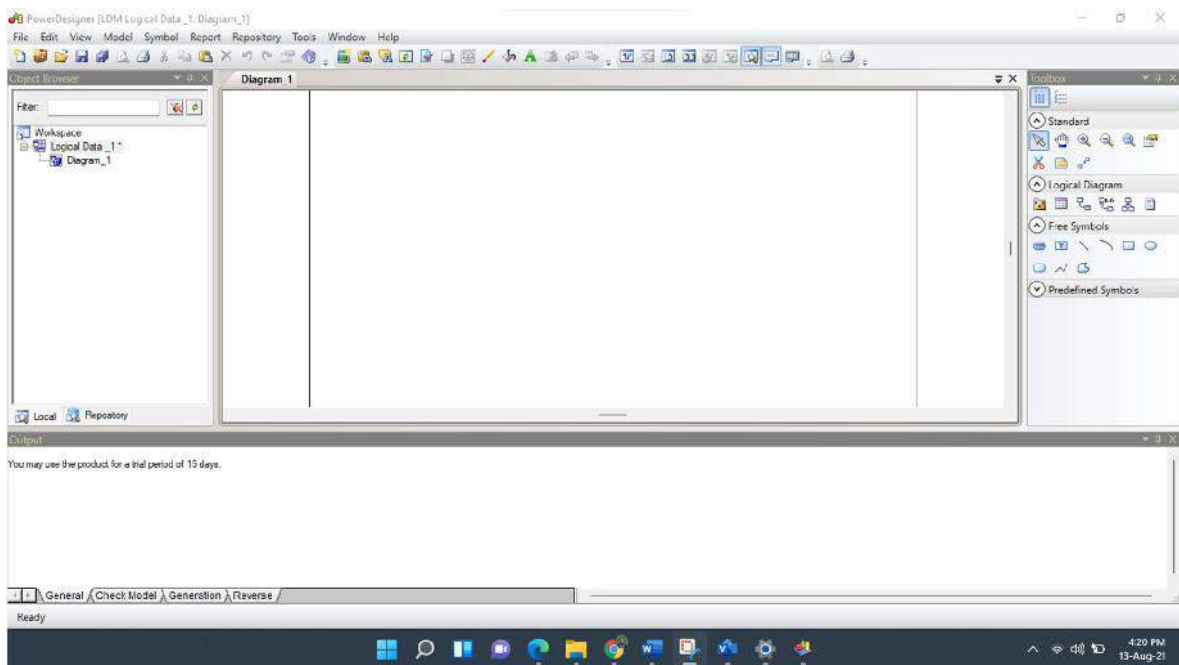 PowerDesigner [LDM Logical Data _1, Diagram_1]
File Edit View Model Symbol Report Repository Tools Window Help
Object Browser
Diagram_1
Toolbox
Filter:
Workspace
Logical Data _1 *
Diagram_1
Standard
Logical Diagram
Free Symbols
Predefined Symbols
Local Repository
Output
You may use the product for a trial period of 15 days.
General Check Model Generation Reverse
Ready
4:20 PM
13-Aug-21